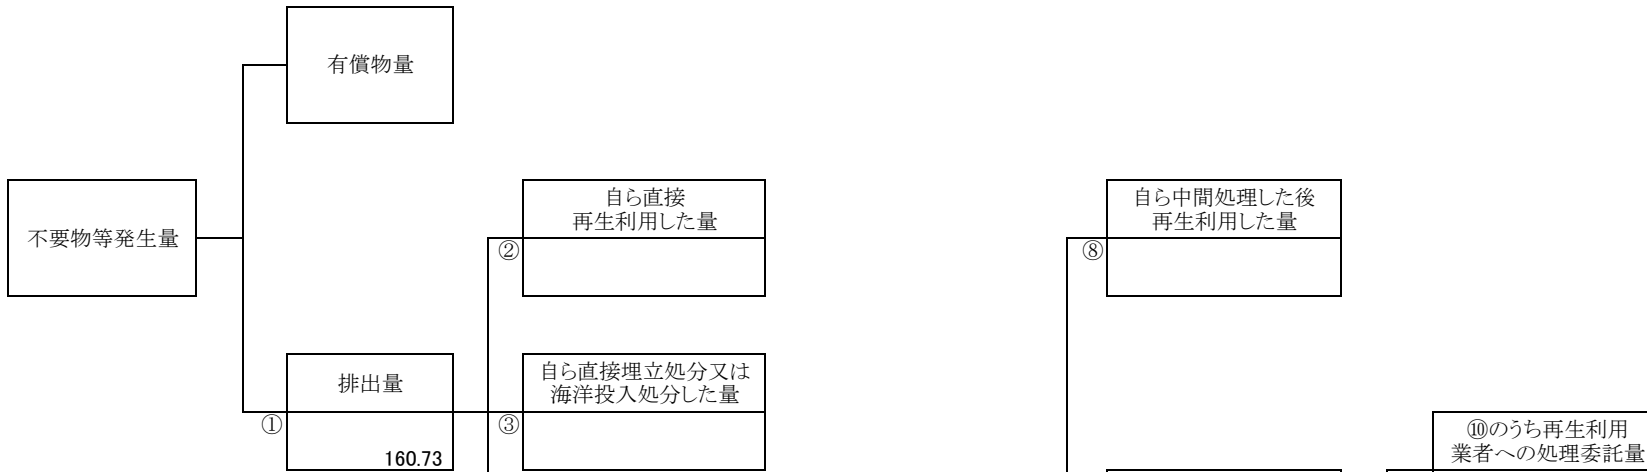 有償物量
不要物等発生量
自ら直接
再生利用した量
②
自ら中間処理した後
再生利用した量
⑧
排出量
①
160.73
自ら直接埋立処分又は
海洋投入処分した量
③
⑩のうち再生利用
業者への処理委託量